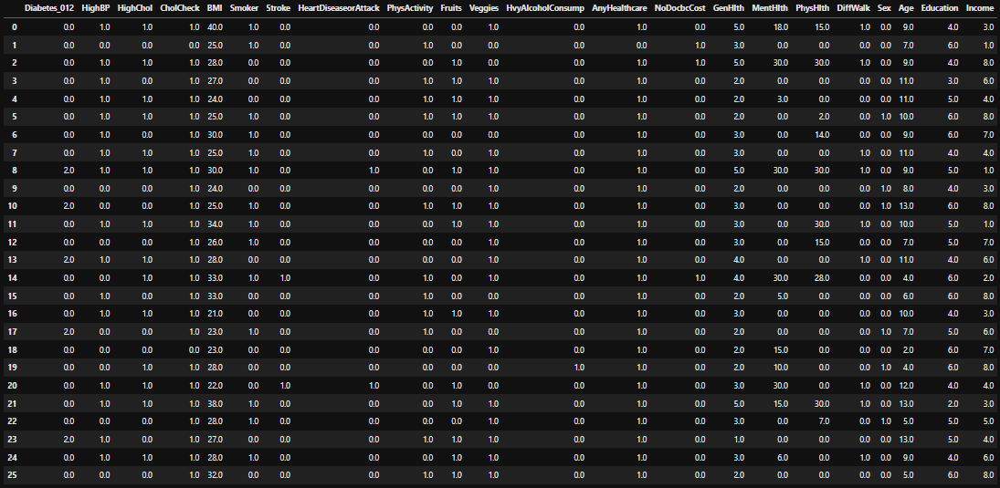 Diabetes_012 HighBP HighChol CholCheck BMI Smoker Stroke HeartDiseaseorAttack PhysActivity Fruits Veggies HvyAlcoholConsump AnyHealthcare NoDocbcCost GenHlth MentHlth PhysHlth DiffWalk Sex Age Education Income
0 0.0 1.0 1.0 1.0 40.0 1.0 0.0 0.0 0.0 0.0 1.0 0.0 1.0 0.0 5.0 18.0 15.0 1.0 0.0 9.0 4.0 3.0
1 0.0 0.0 0.0 0.0 25.0 1.0 0.0 0.0 1.0 0.0 0.0 0.0 0.0 1.0 3.0 0.0 0.0 0.0 0.0 7.0 6.0 1.0
2 0.0 1.0 1.0 1.0 28.0 0.0 0.0 0.0 0.0 1.0 0.0 0.0 1.0 1.0 5.0 30.0 30.0 1.0 0.0 9.0 4.0 8.0
3 0.0 1.0 0.0 1.0 27.0 0.0 0.0 0.0 1.0 1.0 1.0 0.0 1.0 0.0 2.0 0.0 0.0 0.0 0.0 11.0 3.0 6.0
4 0.0 1.0 1.0 1.0 24.0 0.0 0.0 0.0 1.0 1.0 1.0 0.0 1.0 0.0 2.0 3.0 0.0 0.0 0.0 11.0 5.0 4.0
5 0.0 1.0 1.0 1.0 25.0 1.0 0.0 0.0 1.0 1.0 1.0 0.0 1.0 0.0 2.0 0.0 2.0 0.0 1.0 10.0 6.0 8.0
6 0.0 1.0 0.0 1.0 30.0 1.0 0.0 0.0 0.0 0.0 0.0 0.0 1.0 0.0 3.0 0.0 14.0 0.0 0.0 9.0 6.0 7.0
7 0.0 1.0 1.0 1.0 25.0 1.0 0.0 0.0 1.0 0.0 1.0 0.0 1.0 0.0 3.0 0.0 0.0 1.0 0.0 11.0 4.0 4.0
8 2.0 1.0 1.0 1.0 30.0 1.0 0.0 1.0 0.0 1.0 1.0 0.0 1.0 0.0 5.0 30.0 30.0 1.0 0.0 9.0 5.0 1.0
9 0.0 0.0 0.0 1.0 24.0 0.0 0.0 0.0 0.0 0.0 1.0 0.0 1.0 0.0 2.0 0.0 0.0 0.0 1.0 8.0 4.0 3.0
10 2.0 0.0 0.0 1.0 25.0 1.0 0.0 0.0 1.0 1.0 1.0 0.0 1.0 0.0 3.0 0.0 0.0 0.0 1.0 13.0 6.0 8.0
11 0.0 1.0 1.0 1.0 34.0 1.0 0.0 0.0 0.0 1.0 1.0 0.0 1.0 0.0 3.0 0.0 30.0 1.0 0.0 10.0 5.0 1.0
12 0.0 0.0 0.0 1.0 26.0 1.0 0.0 0.0 0.0 0.0 1.0 0.0 1.0 0.0 3.0 0.0 15.0 0.0 0.0 7.0 5.0 7.0
13 2.0 1.0 1.0 1.0 28.0 0.0 0.0 0.0 0.0 0.0 1.0 0.0 1.0 0.0 4.0 0.0 0.0 1.0 0.0 11.0 4.0 6.0
14 0.0 0.0 1.0 1.0 33.0 1.0 1.0 0.0 1.0 0.0 1.0 0.0 1.0 1.0 4.0 30.0 28.0 0.0 0.0 4.0 6.0 2.0
15 0.0 1.0 0.0 1.0 33.0 0.0 0.0 0.0 1.0 0.0 0.0 0.0 1.0 0.0 2.0 5.0 0.0 0.0 0.0 6.0 6.0 8.0
16 0.0 1.0 1.0 1.0 21.0 0.0 0.0 0.0 1.0 1.0 1.0 0.0 1.0 0.0 3.0 0.0 0.0 0.0 0.0 10.0 4.0 3.0
17 2.0 0.0 0.0 1.0 23.0 1.0 0.0 0.0 1.0 0.0 0.0 0.0 1.0 0.0 2.0 0.0 0.0 0.0 1.0 7.0 5.0 6.0
18 0.0 0.0 0.0 0.0 23.0 0.0 0.0 0.0 0.0 0.0 1.0 0.0 1.0 0.0 2.0 15.0 0.0 0.0 0.0 2.0 6.0 7.0
19 0.0 0.0 1.0 1.0 28.0 0.0 0.0 0.0 0.0 0.0 1.0 1.0 1.0 0.0 2.0 10.0 0.0 0.0 1.0 4.0 6.0 8.0
20 0.0 1.0 1.0 1.0 22.0 0.0 1.0 1.0 0.0 1.0 0.0 0.0 1.0 0.0 3.0 30.0 0.0 1.0 0.0 12.0 4.0 4.0
21 0.0 1.0 1.0 1.0 38.0 1.0 0.0 0.0 0.0 1.0 1.0 0.0 1.0 0.0 5.0 15.0 30.0 1.0 0.0 13.0 2.0 3.0
22 0.0 0.0 0.0 1.0 28.0 1.0 0.0 0.0 0.0 0.0 1.0 0.0 1.0 0.0 3.0 0.0 7.0 0.0 1.0 5.0 5.0 5.0
23 2.0 1.0 0.0 1.0 27.0 0.0 0.0 0.0 1.0 1.0 1.0 0.0 1.0 0.0 1.0 0.0 0.0 0.0 0.0 13.0 5.0 4.0
24 0.0 1.0 1.0 1.0 28.0 1.0 0.0 0.0 0.0 0.0 1.0 0.0 1.0 0.0 3.0 6.0 0.0 1.0 0.0 9.0 4.0 6.0
25 0.0 0.0 0.0 1.0 32.0 0.0 0.0 0.0 1.0 1.0 1.0 0.0 1.0 0.0 2.0 0.0 0.0 0.0 0.0 5.0 6.0 8.0